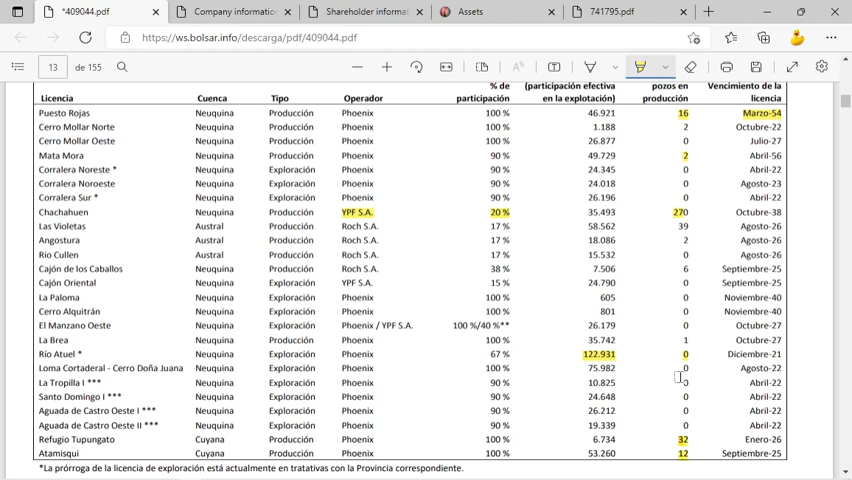 *409044.pdf
Company information
Shareholder informat
Assets
741795.pdf
https://ws.bolsar.info/descarga/pdf/409044.pdf
13 de 155
% de (participación efectiva pozos en Vencimiento de la
Licencia Cuenca Tipo Operador participación en la explotación) producción licencia
Puesto Rojas Neuquina Producción Phoenix 100 % 46.921 16 Marzo-54
Cerro Mollar Norte Neuquina Producción Phoenix 100 % 1.188 2 Octubre-22
Cerro Mollar Oeste Neuquina Producción Phoenix 100 % 26.877 0 Julio-27
Mata Mora Neuquina Producción Phoenix 90 % 49.729 2 Abril-56
Corralera Noreste * Neuquina Exploración Phoenix 90 % 24.345 0 Abril-22
Corralera Noroeste Neuquina Exploración Phoenix 90 % 24.018 0 Agosto-23
Corralera Sur * Neuquina Exploración Phoenix 90 % 26.196 0 Abril-22
Chachahuen Neuquina Producción YPF S.A. 20 % 35.493 270 Octubre-38
Las Violetas Austral Producción Roch S.A. 17 % 58.562 39 Agosto-26
Angostura Austral Producción Roch S.A. 17 % 18.086 2 Agosto-26
Rio Cullen Austral Producción Roch S.A. 17 % 15.532 0 Agosto-26
Cajón de los Caballos Neuquina Producción Roch S.A. 38 % 7.506 6 Septiembre-25
Cajón Oriental Neuquina Exploración YPF S.A. 15 % 24.790 0 Septiembre-25
La Paloma Neuquina Exploración Phoenix 100 % 605 0 Noviembre-40
Cerro Alquitrán Neuquina Exploración Phoenix 100 % 801 0 Noviembre-40
El Manzano Oeste Neuquina Exploración Phoenix / YPF S.A. 100 %/40 %** 26.179 0 Octubre-27
La Brea Neuquina Producción Phoenix 100 % 35.742 1 Octubre-27
Río Atuel * Neuquina Exploración Phoenix 67 % 122.931 0 Diciembre-21
Loma Cortaderal - Cerro Doña Juana Neuquina Exploración Phoenix 100 % 75.982 0 Agosto-22
La Tropilla I *** Neuquina Exploración Phoenix 90 % 10.825 0 Abril-22
Santo Domingo I *** Neuquina Exploración Phoenix 90 % 24.648 0 Abril-22
Aguada de Castro Oeste I *** Neuquina Exploración Phoenix 90 % 26.212 0 Abril-22
Aguada de Castro Oeste II *** Neuquina Exploración Phoenix 90 % 19.339 0 Abril-22
Refugio Tupungato Cuyana Producción Phoenix 100 % 6.734 32 Enero-26
Atamisqui Cuyana Producción Phoenix 100 % 53.260 12 Septiembre-25
*La prórroga de la licencia de exploración está actualmente en tratativas con la Provincia correspondiente.